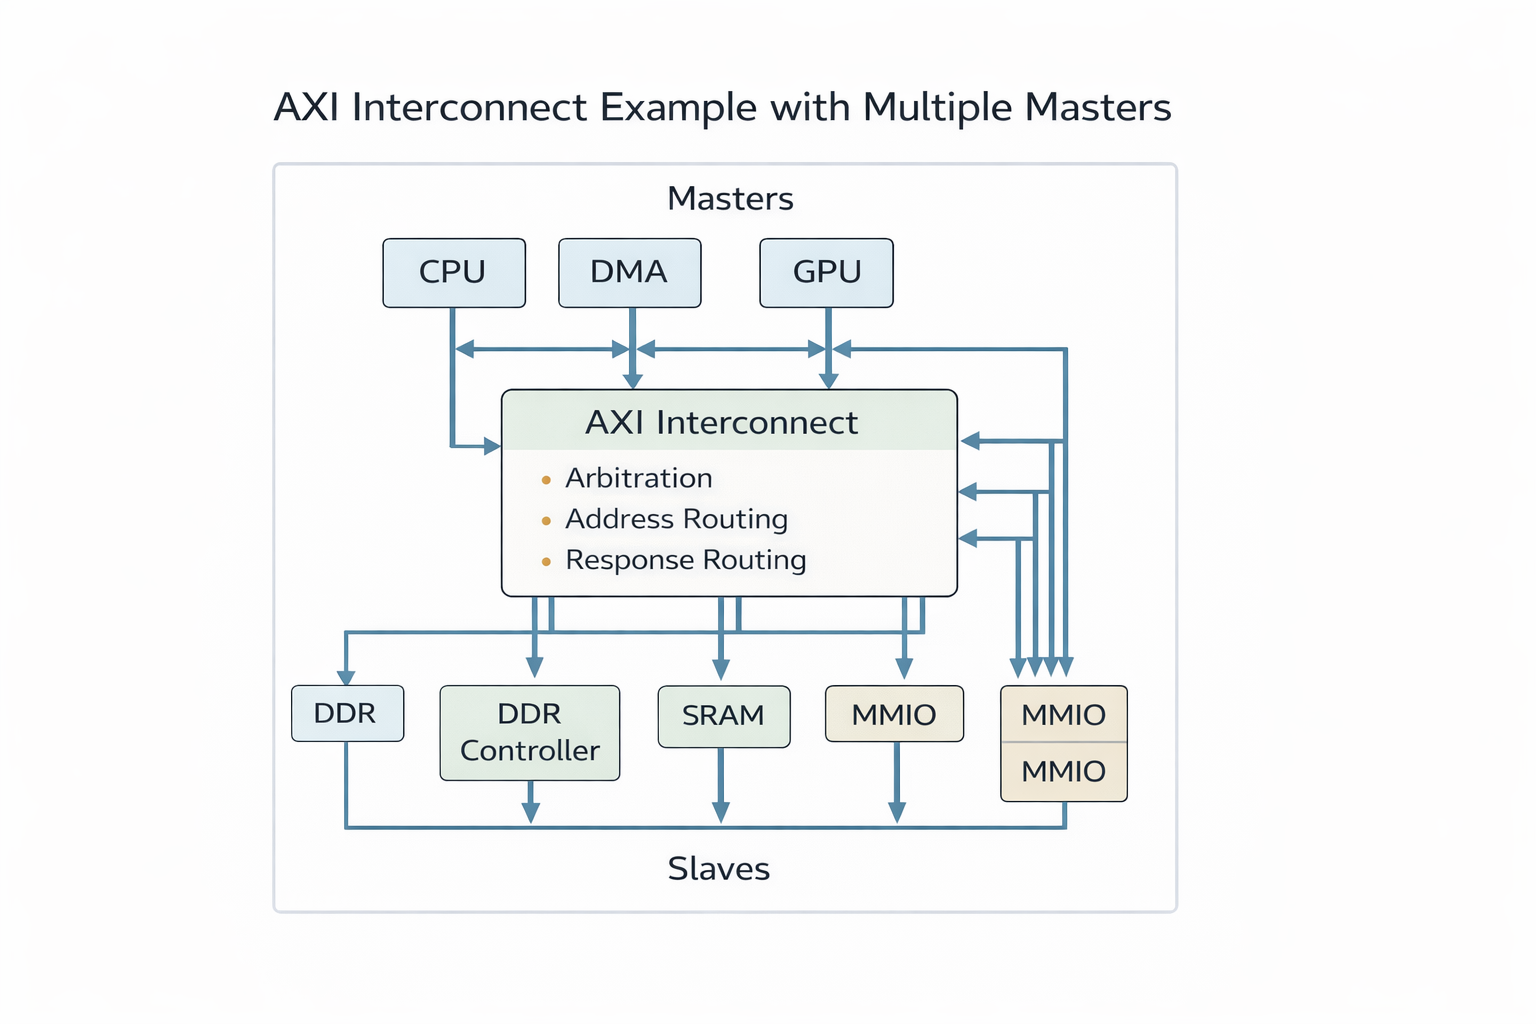 AXI Interconnect Example with Multiple Masters
Masters
CPU
DMA
GPU
AXI Interconnect
• Arbitration
• Address Routing
• Response Routing
DDR
DDR
Controller
SRAM
MMIO
MMIO
MMIO
Slaves